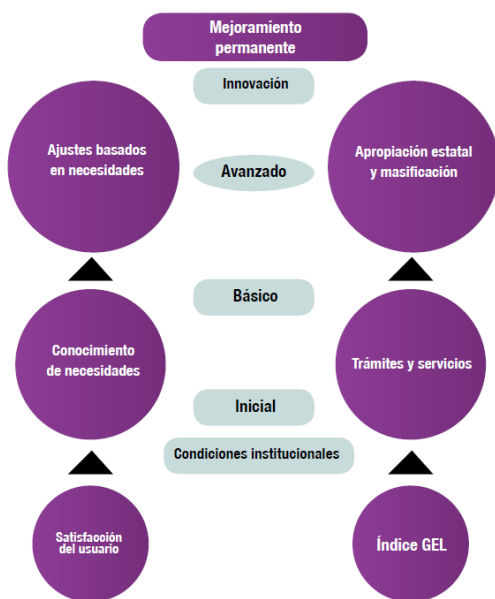 Mejoramiento
permanente
Innovación
Ajustes basados
en necesidades
Avanzado
Apropiación estatal
y masificación
Básico
Conocimiento
de necesidades
Trámites y servicios
Inicial
Condiciones institucionales
Satisfacción
del usuario
Índice GEL